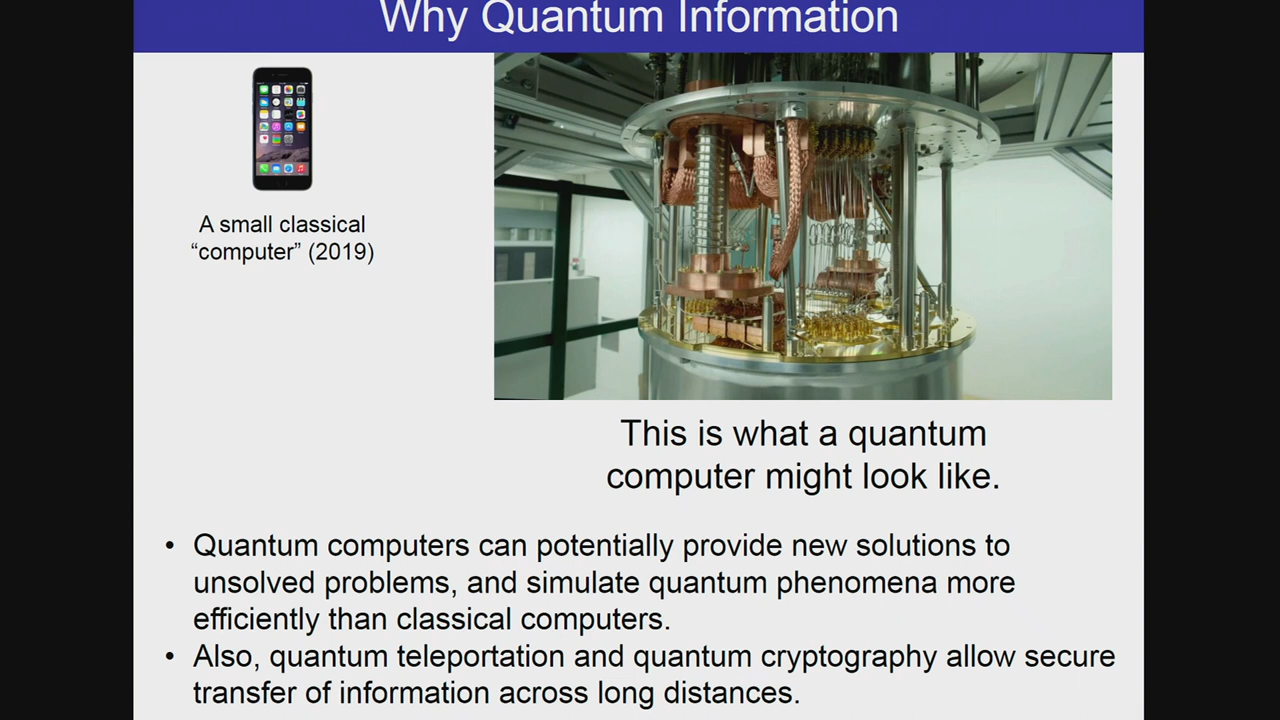 Why Quantum Information
A small classical
“computer” (2019)
This is what a quantum
computer might look like.
• Quantum computers can potentially provide new solutions to
unsolved problems, and simulate quantum phenomena more
efficiently than classical computers.
• Also, quantum teleportation and quantum cryptography allow secure
transfer of information across long distances.